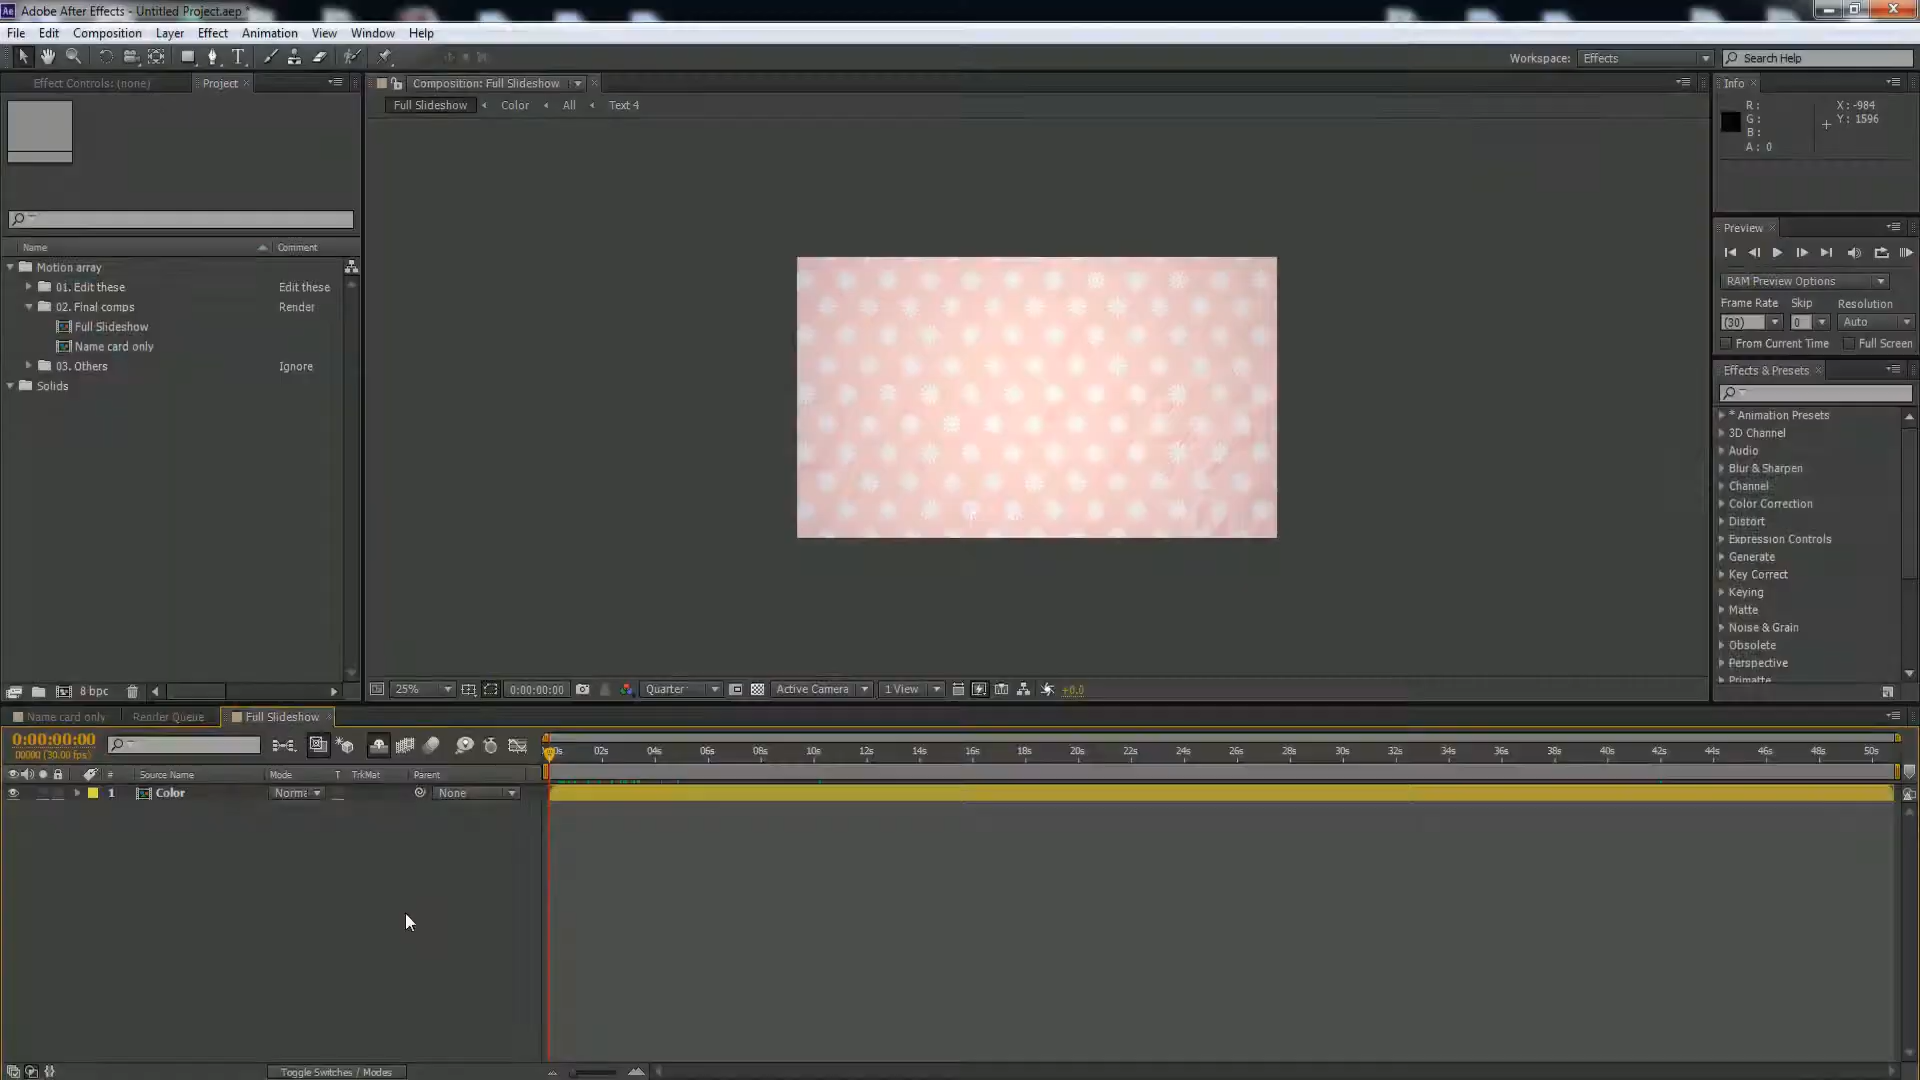 Adobe After Effects - Untitled Project.aep *
File Edit Composition Layer Effect Animation View Window Help
Workspace: Effects Search Help
Effect Controls: (none) Project
Composition: Full Slideshow
Info
Full Slideshow Color All Text 4
R : X : -984
G : Y : 1596
B :
A : 0
Preview
Name Comment
Motion array
01. Edit these Edit these
02. Final comps Render
Full Slideshow
Name card only
03. Others Ignore
Solids
RAM Preview Options
Frame Rate Skip Resolution
(30) 0 Auto
From Current Time Full Screen
Effects & Presets
* Animation Presets
3D Channel
Audio
Blur & Sharpen
Channel
Color Correction
Distort
Expression Controls
Generate
Key Correct
Keying
Matte
Noise & Grain
Obsolete
Perspective
Primatte
8 bpc
25% 0:00:00:00 Quarter Active Camera 1 View +0.0
Name card only Render Queue Full Slideshow
0:00:00:00
00000 (30.00 fps)
02s 04s 06s 08s 10s 12s 14s 16s 18s 20s 22s 24s 26s 28s 30s 32s 34s 36s 38s 40s 42s 44s 46s 48s 50s
# Source Name Mode T TrkMat Parent
1 Color Norma None
Toggle Switches / Modes